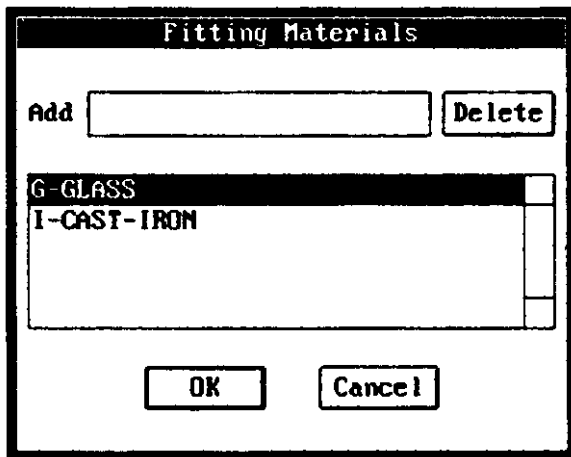 Fitting Materials
Add
Delete
G-GLASS
I-CAST-IRON
OK
Cancel